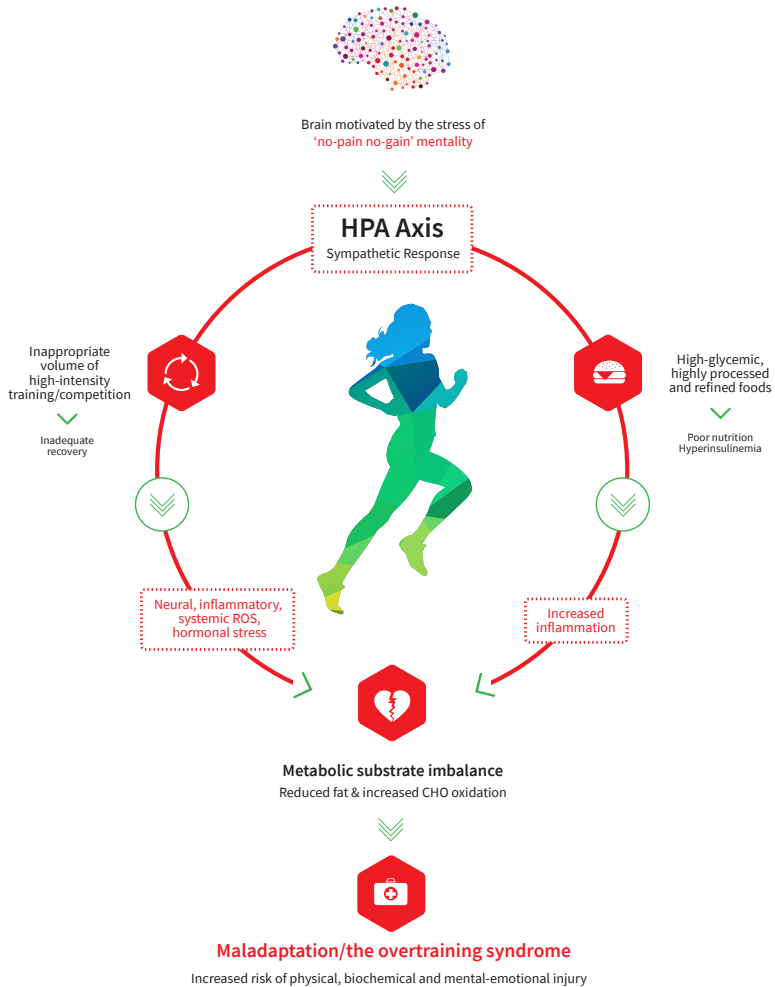 Brain motivated by the stress of
‘no-pain no-gain’ mentality
HPA Axis
Sympathetic Response
Inappropriate
volume of
high-intensity
training/competition
Inadequate
recovery
High-glycemic,
highly processed
and refined foods
Poor nutrition
Hyperinsulinemia
Neural, inflammatory,
systemic ROS,
hormonal stress
Increased
inflammation
Metabolic substrate imbalance
Reduced fat & increased CHO oxidation
Maladaptation/the overtraining syndrome
Increased risk of physical, biochemical and mental-emotional injury